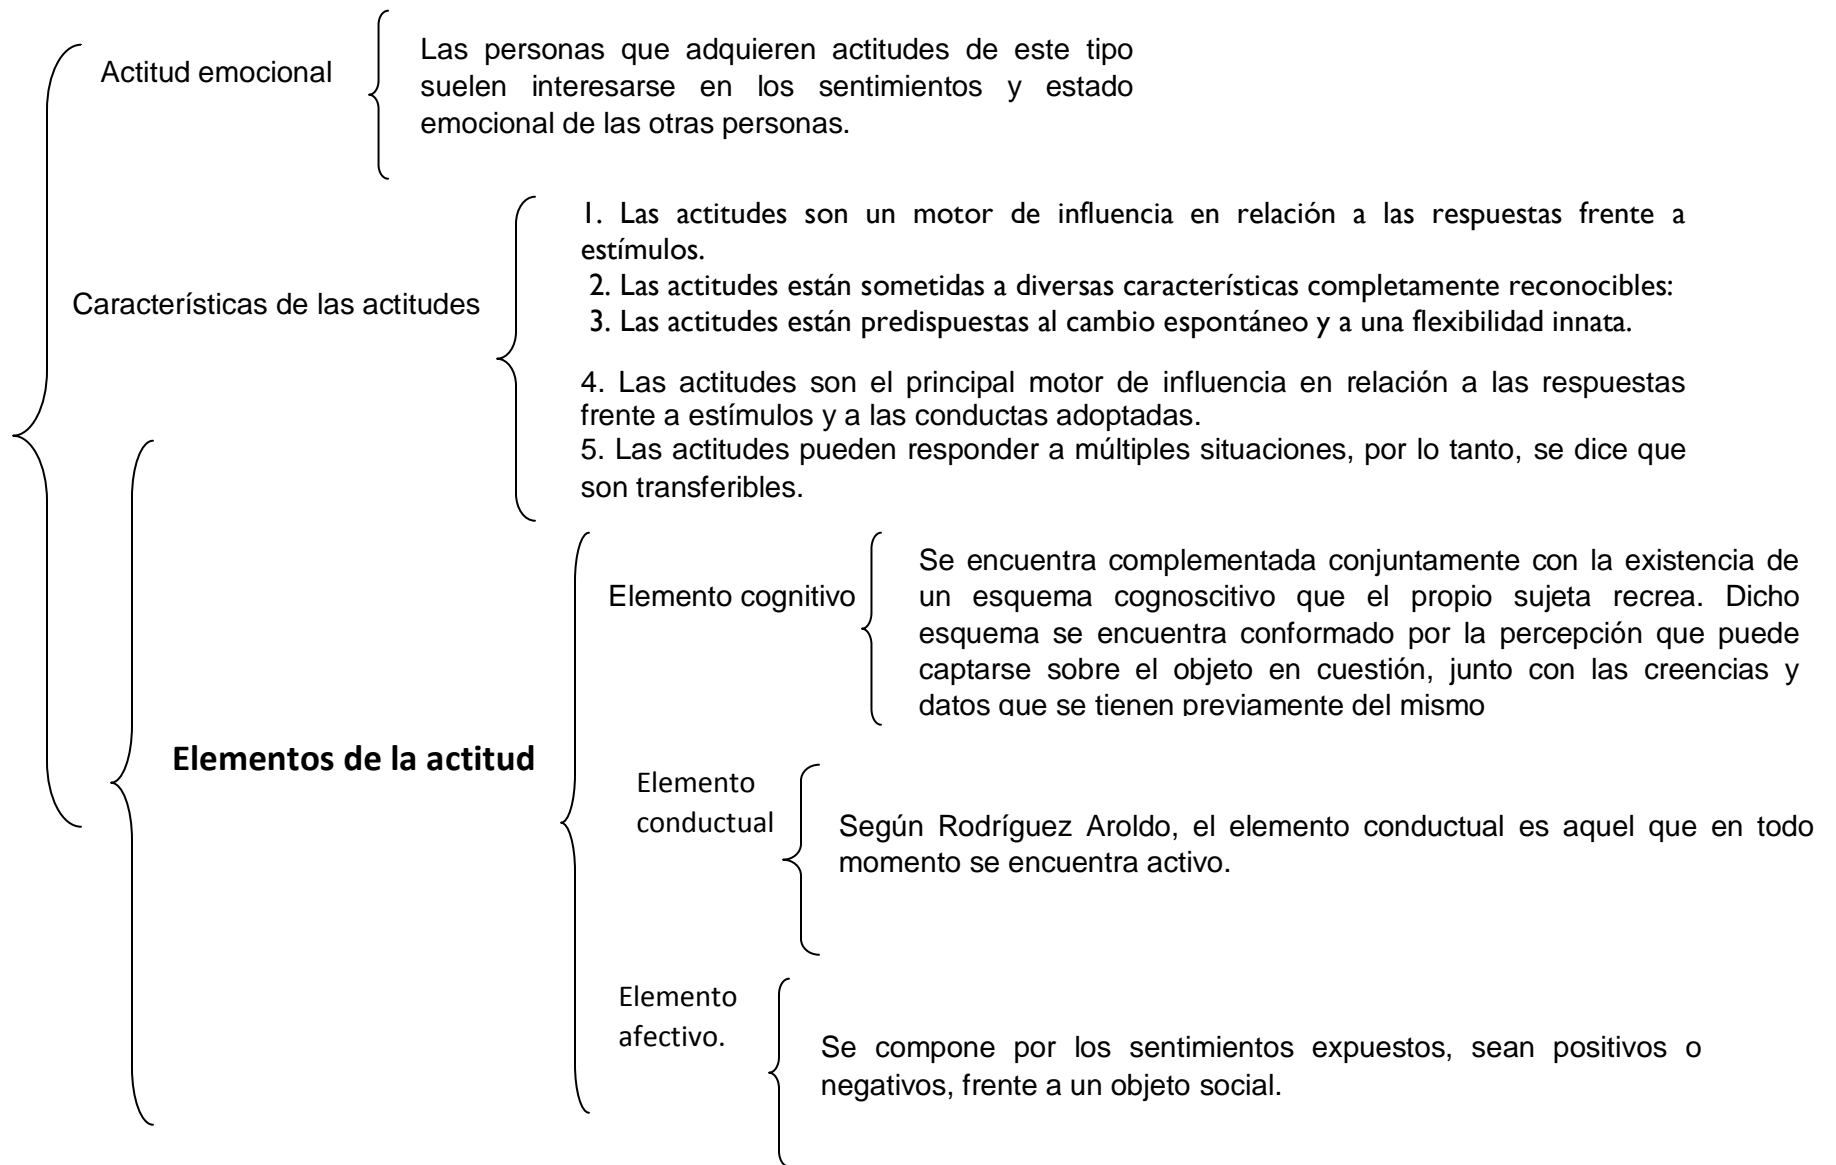 Actitud emocional
Las personas que adquieren actitudes de este tipo
suelen interesarse en los sentimientos y estado
emocional de las otras personas.
Características de las actitudes
1. Las actitudes son un motor de influencia en relación a las respuestas frente a
estímulos.
2. Las actitudes están sometidas a diversas características completamente reconocibles:
3. Las actitudes están predispuestas al cambio espontáneo y a una flexibilidad innata.
4. Las actitudes son el principal motor de influencia en relación a las respuestas
frente a estímulos y a las conductas adoptadas.
5. Las actitudes pueden responder a múltiples situaciones, por lo tanto, se dice que
son transferibles.
Elementos de la actitud
Elemento cognitivo
Se encuentra complementada conjuntamente con la existencia de
un esquema cognoscitivo que el propio sujeta recrea. Dicho
esquema se encuentra conformado por la percepción que puede
captarse sobre el objeto en cuestión, junto con las creencias y
datos que se tienen previamente del mismo
Elemento
conductual
Según Rodríguez Aroldo, el elemento conductual es aquel que en todo
momento se encuentra activo.
Elemento
afectivo.
Se compone por los sentimientos expuestos, sean positivos o
negativos, frente a un objeto social.